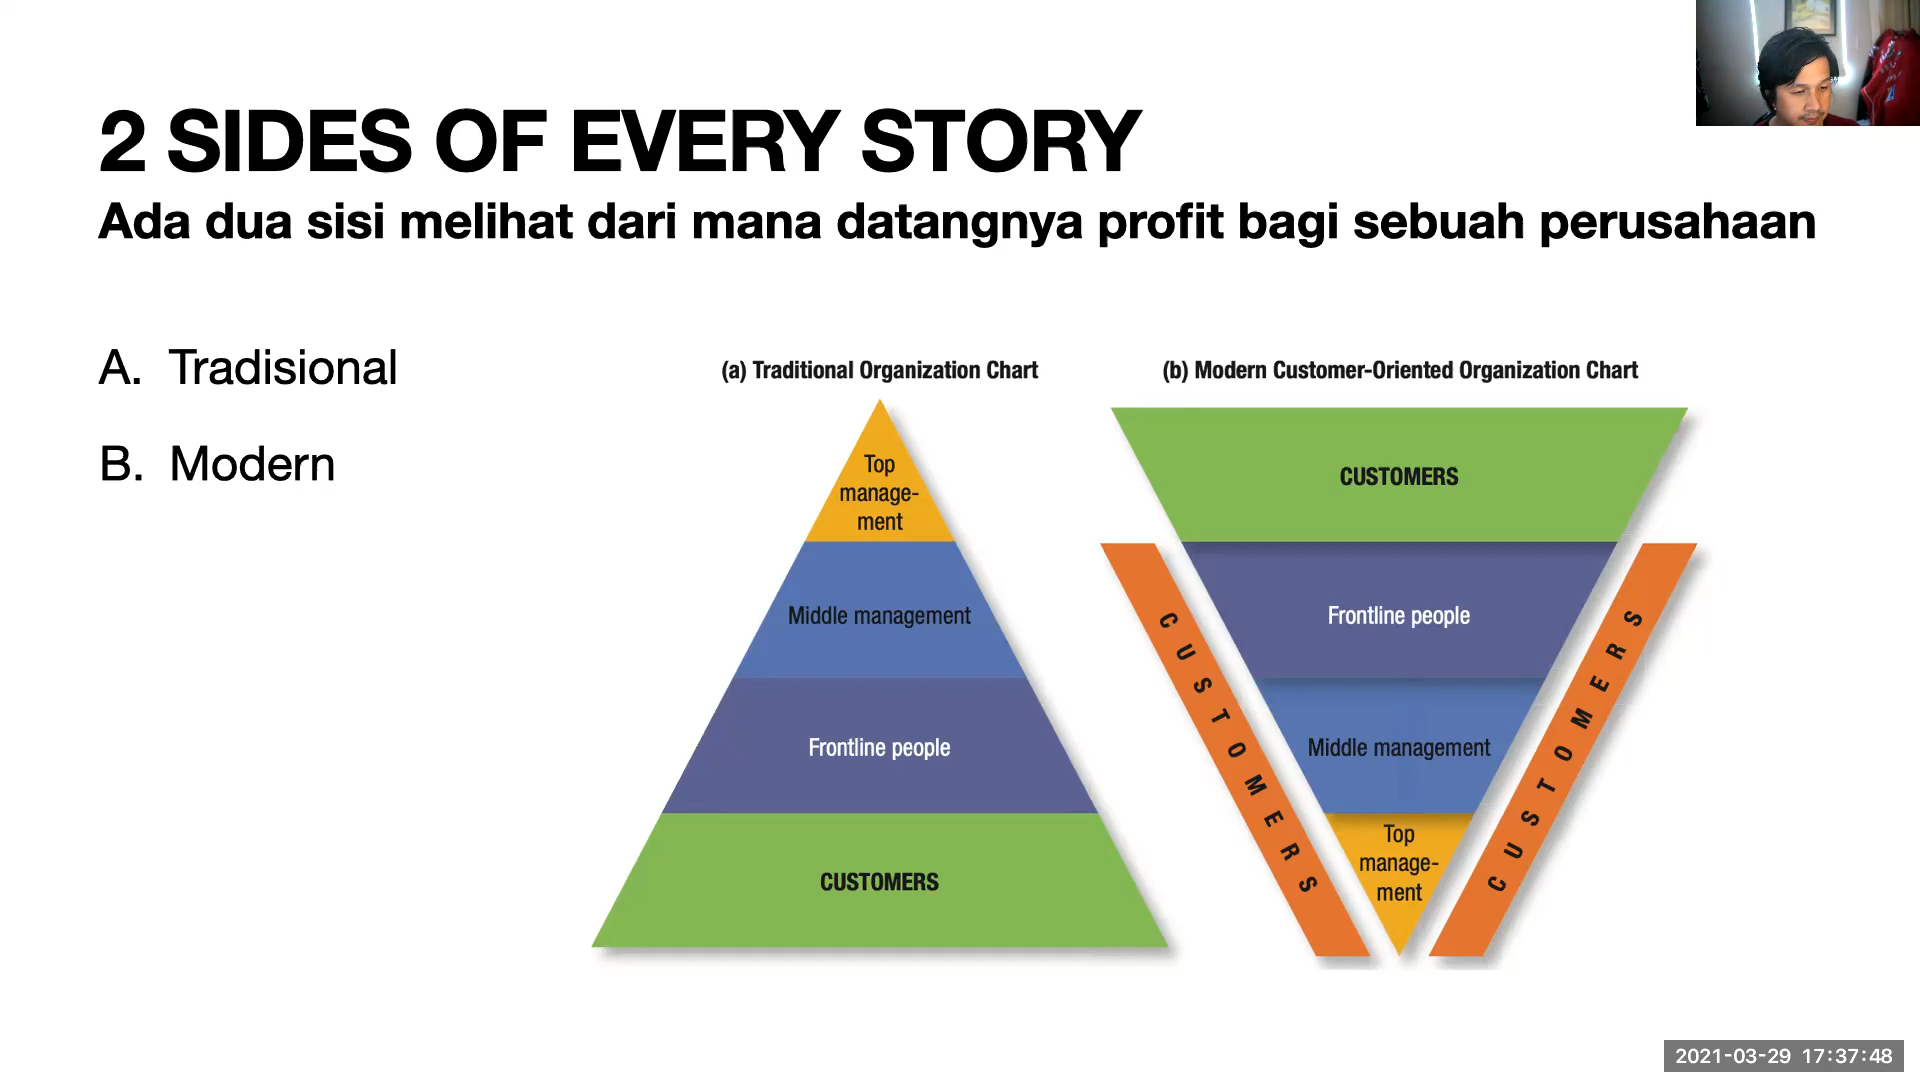 2 SIDES OF EVERY STORY
Ada dua sisi melihat dari mana datangnya profit bagi sebuah perusahaan
A. Tradisional
B. Modern
(a) Traditional Organization Chart
Top
manage-
ment
Middle management
Frontline people
CUSTOMERS
(b) Modern Customer-Oriented Organization Chart
CUSTOMERS
Frontline people
Middle management
Top
manage-
ment
CUSTOMERS
CUSTOMERS
2021-03-29 17:37:48